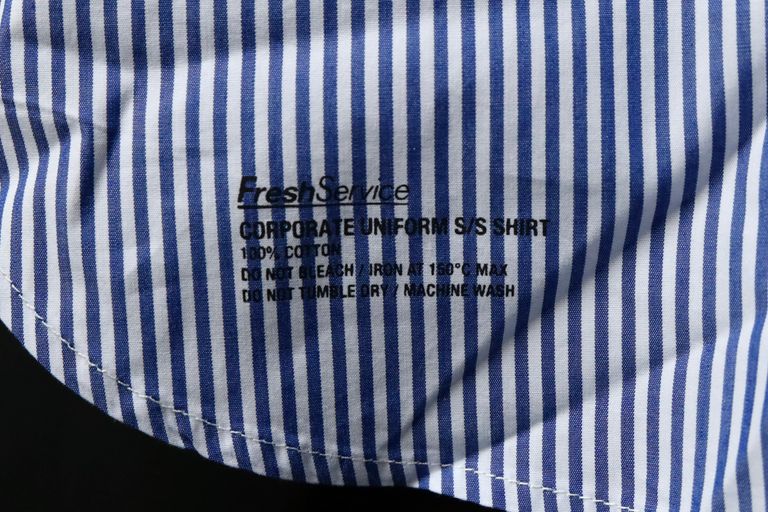 FreshService
CORPORATE UNIFORM S/S SHIRT
100% COTTON
DO NOT BLEACH / IRON AT 150°C MAX
DO NOT TUMBLE DRY / MACHINE WASH